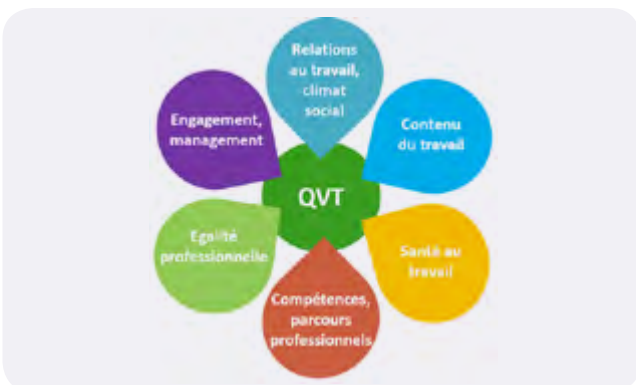 Relations
au travail,
climat
social
Contenu
du travail
Santé au
travail
Compétences,
parcours
professionnels
Egalité
professionnelle
Engagement,
management
QVT